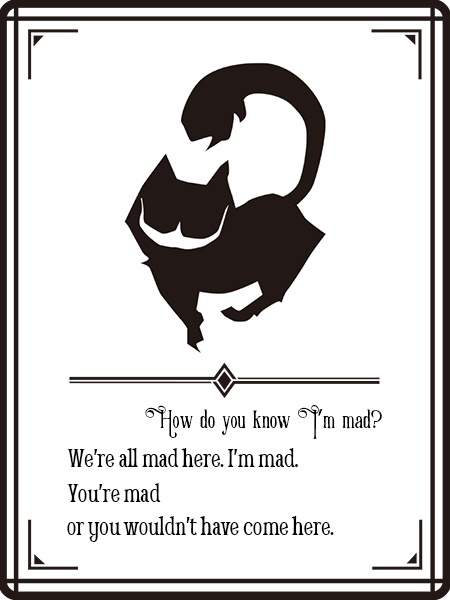 How do you know I'm mad?
We're all mad here. I'm mad.
You're mad
or you wouldn't have come here.